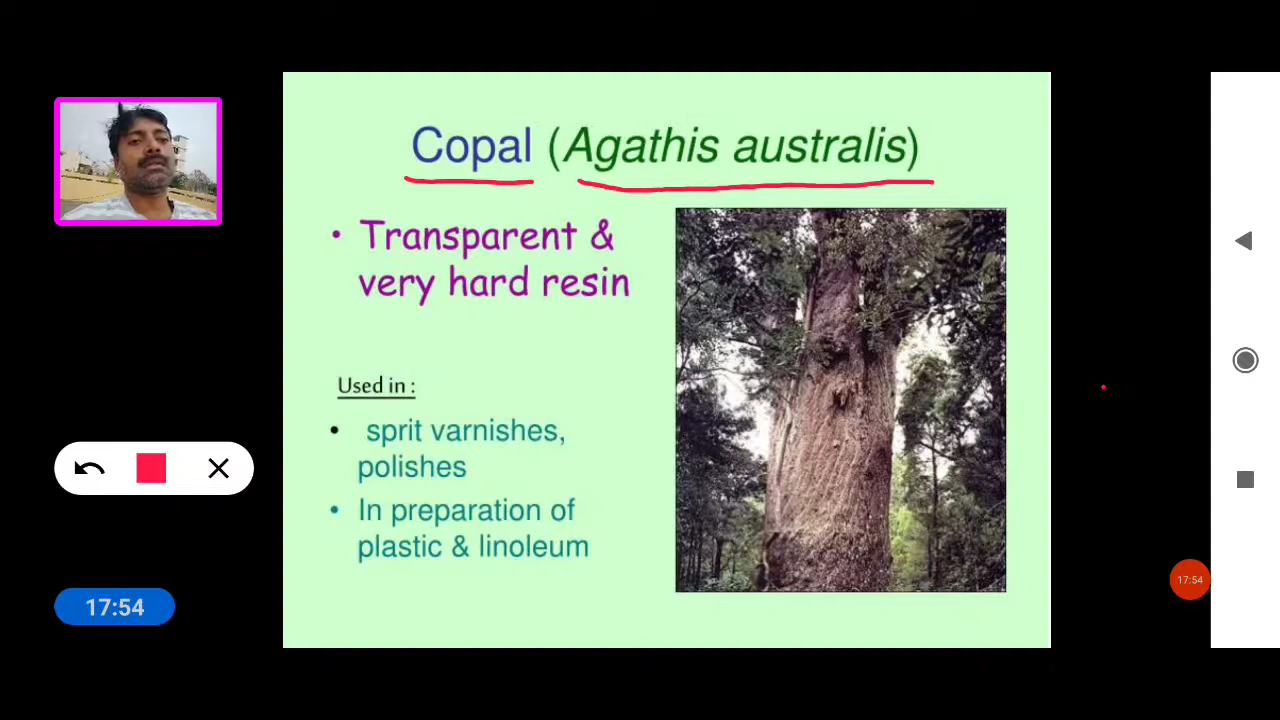 Copal (Agathis australis)
• Transparent &
very hard resin
Used in :
• sprit varnishes,
polishes
• In preparation of
plastic & linoleum
17:54
17:54